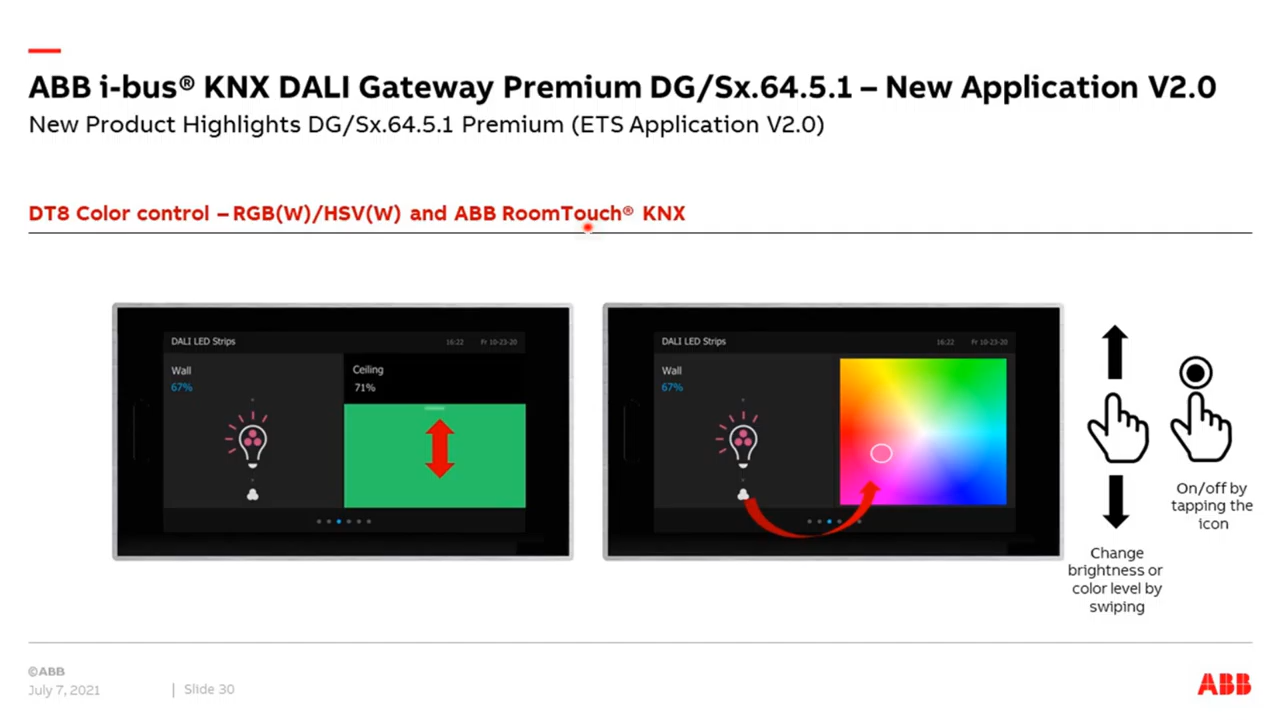 ABB i-bus® KNX DALI Gateway Premium DG/Sx.64.5.1 – New Application V2.0
New Product Highlights DG/Sx.64.5.1 Premium (ETS Application V2.0)
DT8 Color control – RGB(W)/HSV(W) and ABB RoomTouch® KNX
DALI LED Strips 16:22 Fr 10-23-20
Wall
67%
Ceiling
71%
DALI LED Strips 16:22 Fr 10-23-20
Wall
67%
On/off by
tapping the
icon
Change
brightness or
color level by
swiping
©ABB
July 7, 2021 | Slide 30
ABB